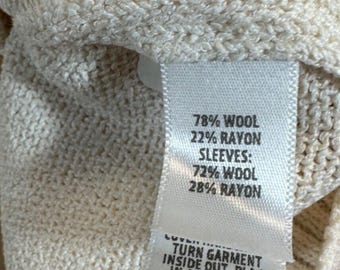 78% WOOL
22% RAYON
SLEEVES:
72% WOOL
28% RAYON
TURN GARMENT
INSIDE OUT